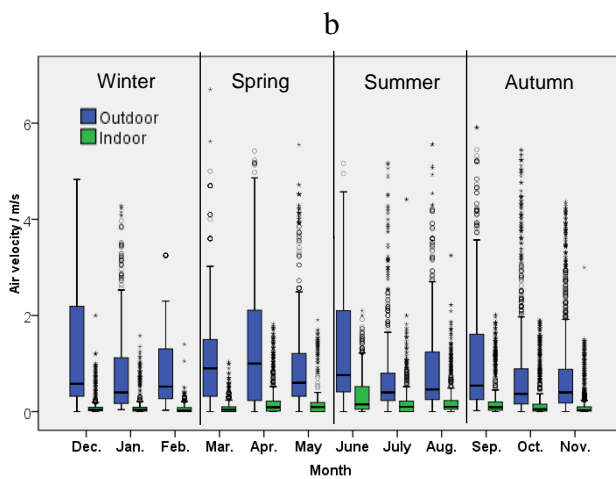 b
Winter Spring Summer Autumn
Outdoor
Indoor
Air velocity / m/s
6
4
2
0
Dec. Jan. Feb. Mar. Apr. May June July Aug. Sep. Oct. Nov.
Month